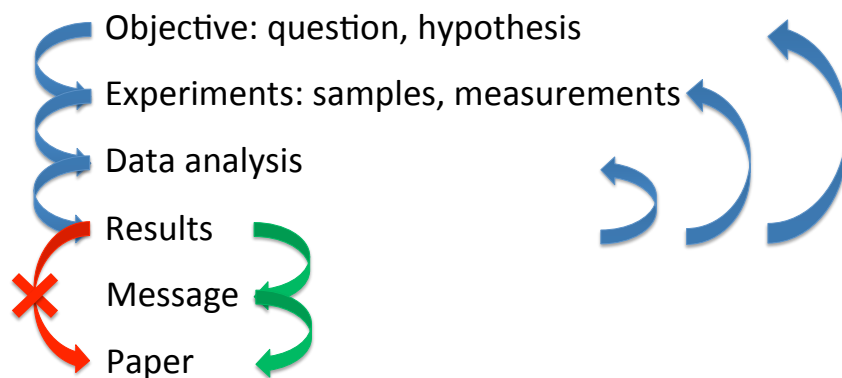 Objective: question, hypothesis
Experiments: samples, measurements
Data analysis
Results
Message
Paper